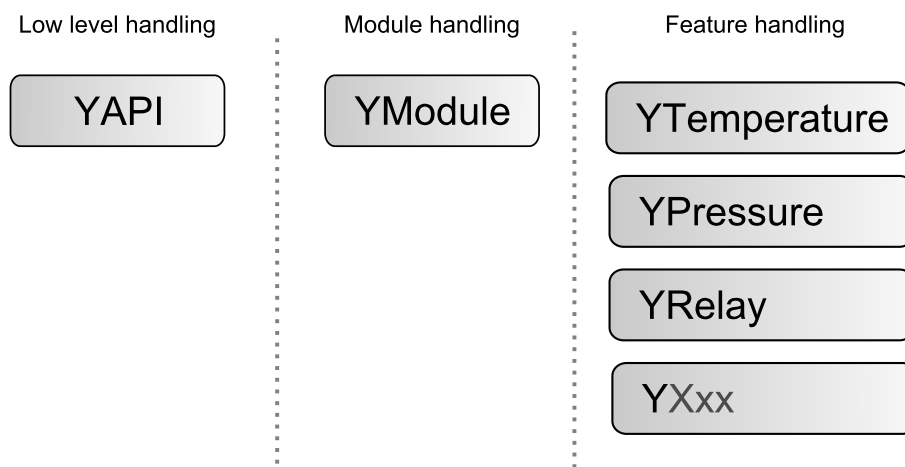 Low level handling
Module handling
Feature handling
YAPI
YModule
YTemperature
YPressure
YRelay
YXxx